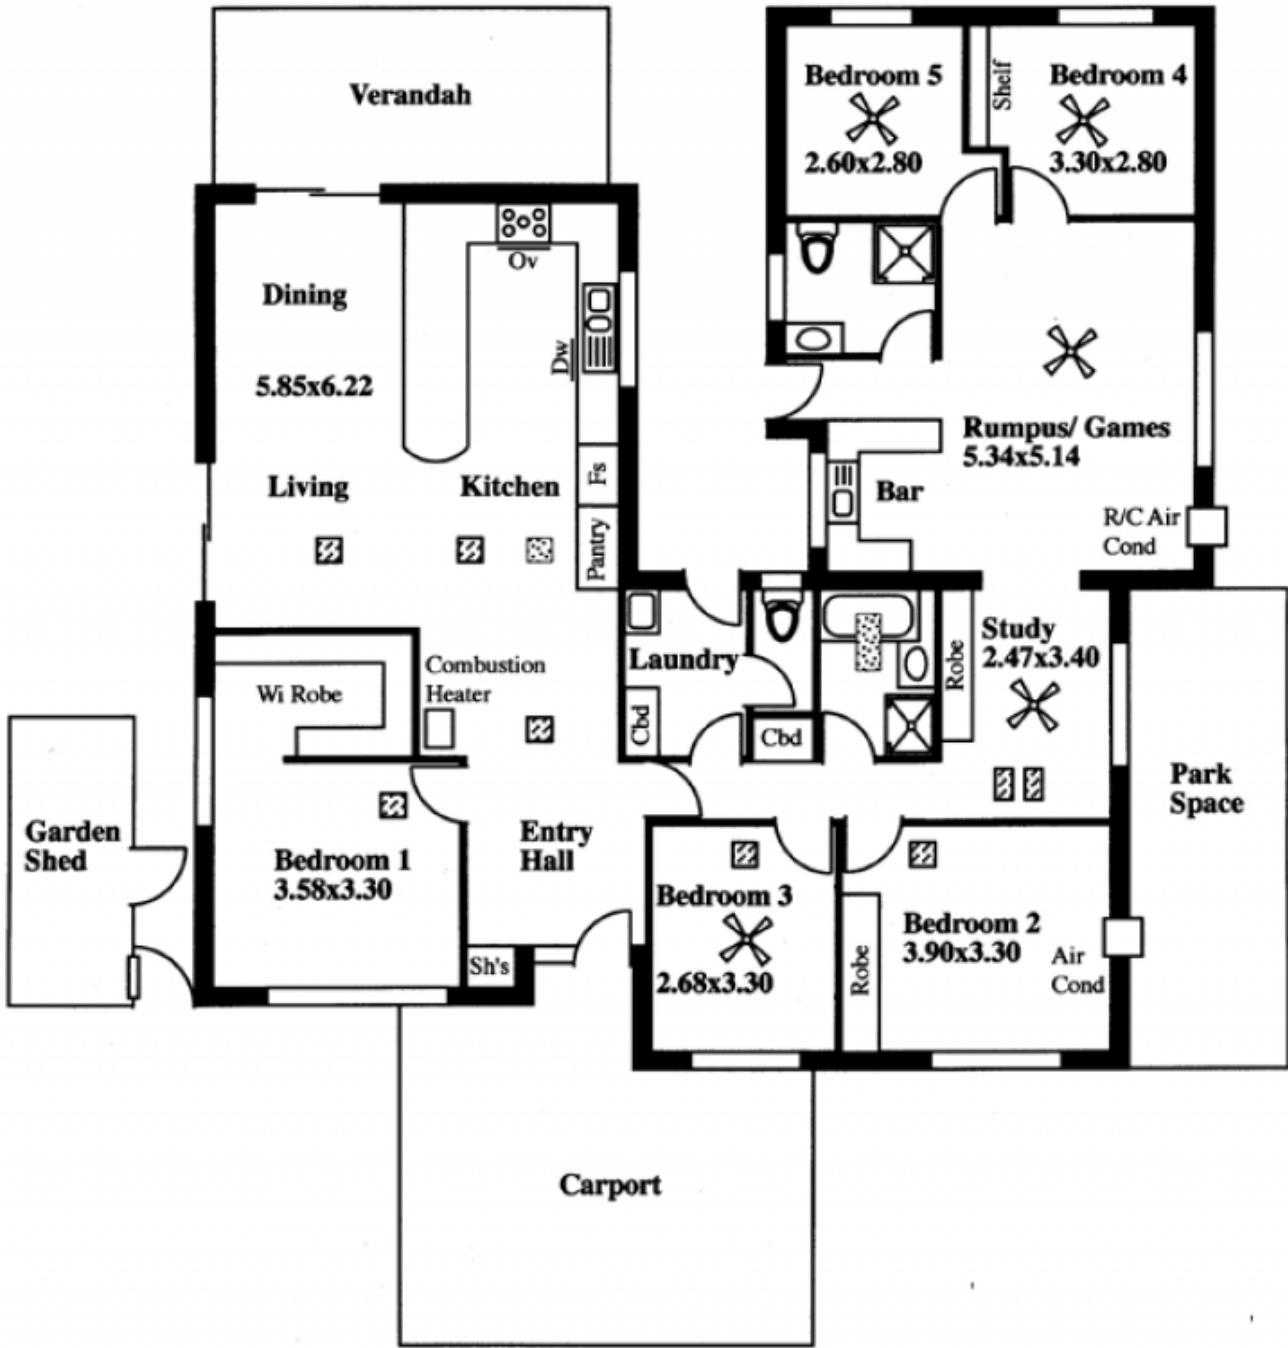 Verandah
Bedroom 5
2.60x2.80
Shelf
Bedroom 4
3.30x2.80
Ov
Dining
Dw
5.85x6.22
Living
Kitchen
Fs
Pantry
Rumpus/ Games
5.34x5.14
Bar
R/C Air
Cond
Wi Robe
Combustion
Heater
Laundry
Cbd
Cbd
Robe
Study
2.47x3.40
Park
Space
Garden
Shed
Bedroom 1
3.58x3.30
Entry
Hall
Sh's
Bedroom 3
2.68x3.30
Robe
Bedroom 2
3.90x3.30
Air
Cond
Carport